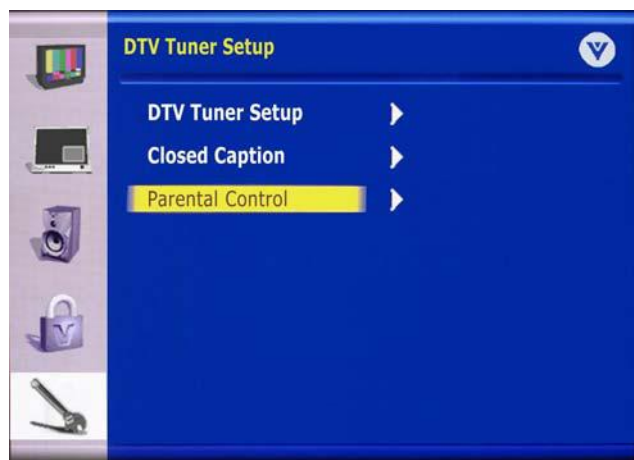 DTV Tuner Setup
DTV Tuner Setup
Closed Caption
Parental Control